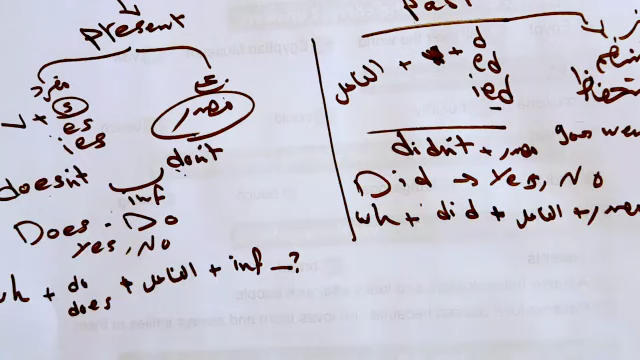 present
مفرد
جمع
s
v + es
ies
مصدر
doesn't
don't
inf
Does - Do
Yes, No
wh + do
does + الفاعل + inf _?
past
الفاعل + + d
ed
ied
didn't + مصدر
Did → Yes, No
wh + did + الفاعل + مصدر